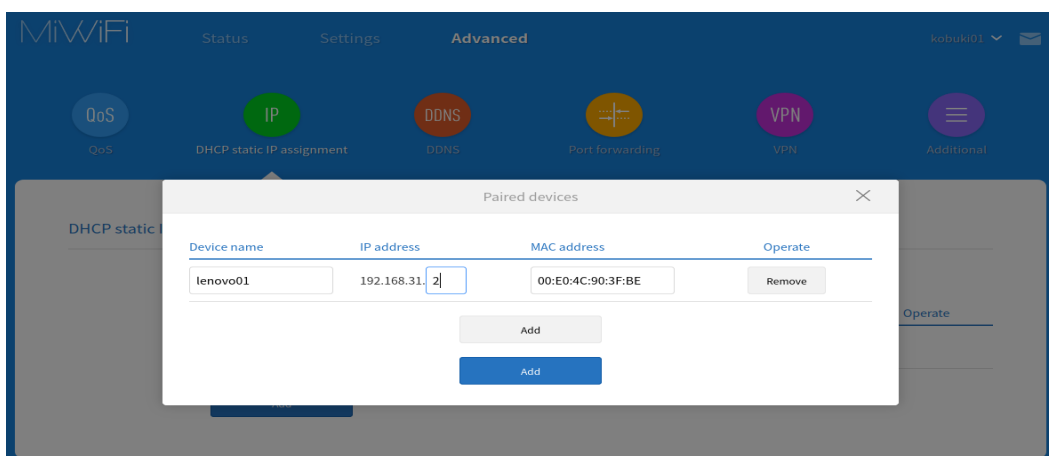 MiWiFi Status Settings Advanced kobuki01
QoS IP DDNS VPN
QoS DHCP static IP assignment DDNS Port forwarding VPN Additional
Paired devices
DHCP static I
Device name IP address MAC address Operate
lenovo01 192.168.31. 2 00:E0:4C:90:3F:BE Remove
Operate
Add
Add
Add